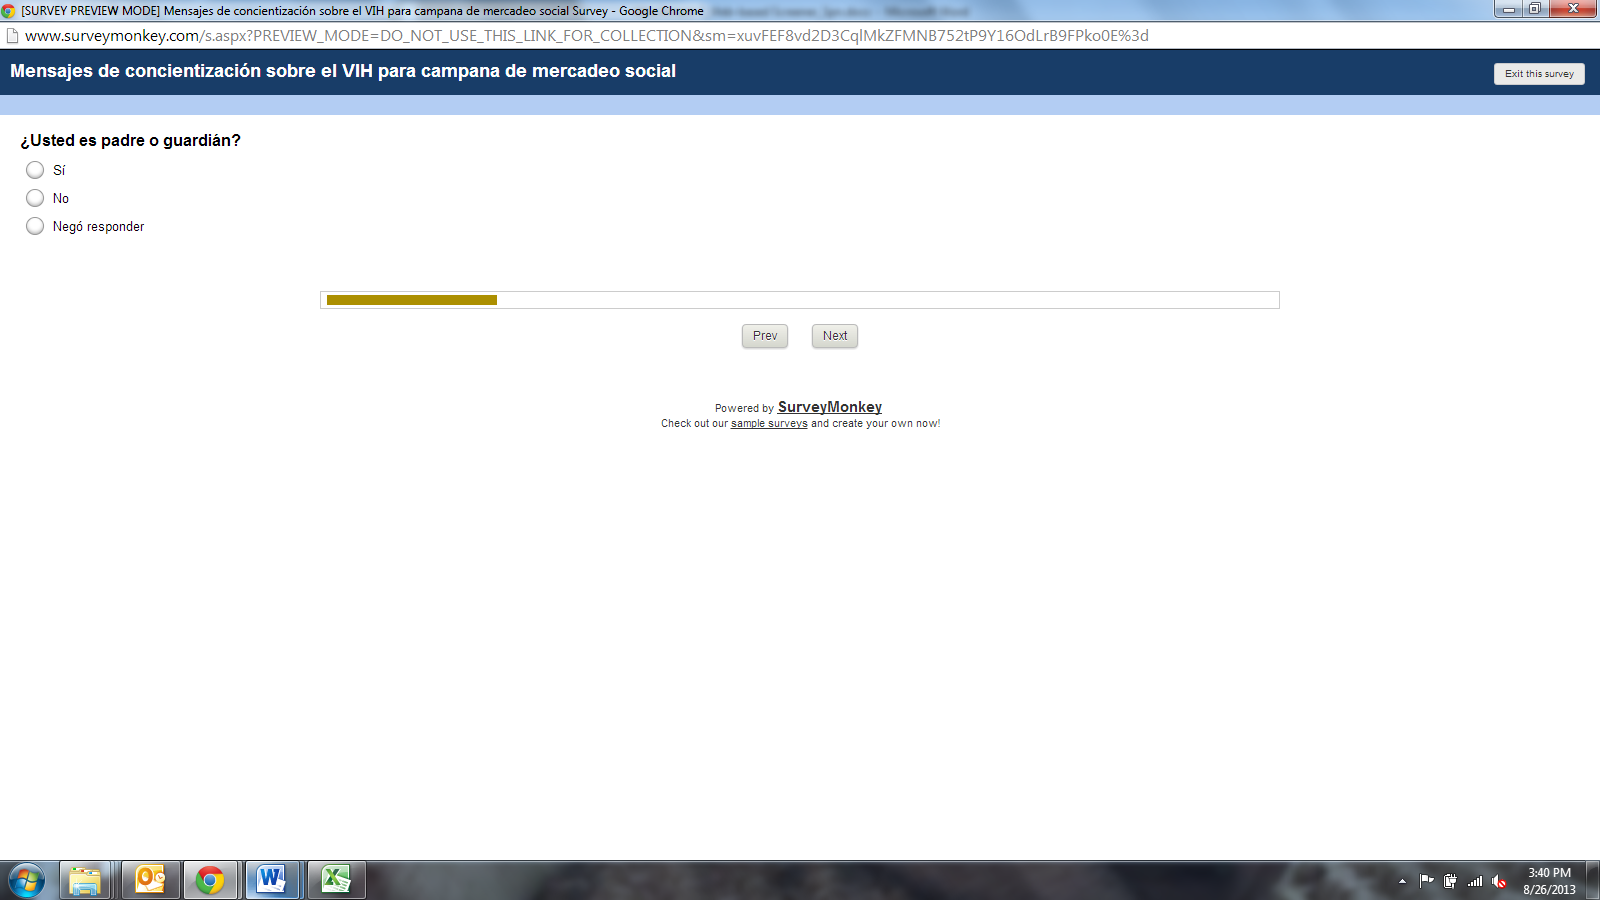 [SURVEY PREVIEW MODE] Mensajes de concientización sobre el VIH para campana de mercadeo social Survey - Google Chrome
www.surveymonkey.com/s.aspx?PREVIEW_MODE=DO_NOT_USE_THIS_LINK_FOR_COLLECTION&sm=xuvFEF8vd2D3CqlMkZFMNB752tP9Y16OdLrB9FPko0E%3d
Mensajes de concientización sobre el VIH para campana de mercadeo social
Exit this survey
¿Usted es padre o guardián?
Sí
No
Negó responder
Prev Next
Powered by SurveyMonkey
Check out our sample surveys and create your own now!
3:40 PM
8/26/2013